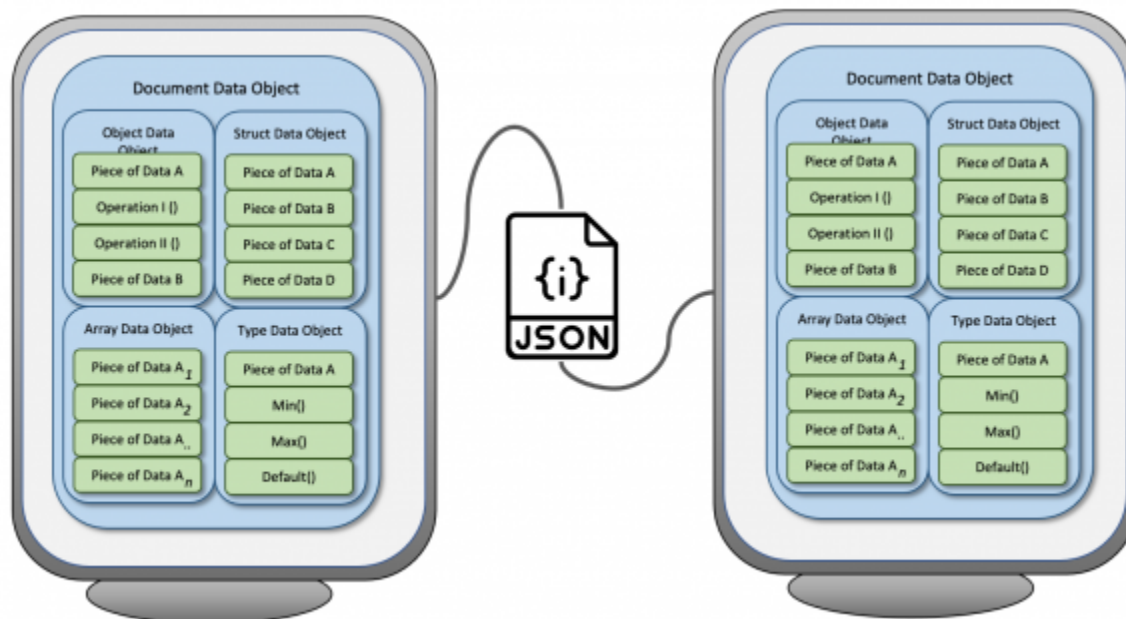 Document Data Object
Object Data
Object
Piece of Data A
Operation I ()
Operation II ()
Piece of Data B
Struct Data Object
Piece of Data A
Piece of Data B
Piece of Data C
Piece of Data D
Array Data Object
Piece of Data A1
Piece of Data A2
Piece of Data A..
Piece of Data An
Type Data Object
Piece of Data A
Min()
Max()
Default()
{i}
JSON
Document Data Object
Object Data
Object
Piece of Data A
Operation I ()
Operation II ()
Piece of Data B
Struct Data Object
Piece of Data A
Piece of Data B
Piece of Data C
Piece of Data D
Array Data Object
Piece of Data A1
Piece of Data A2
Piece of Data A..
Piece of Data An
Type Data Object
Piece of Data A
Min()
Max()
Default()